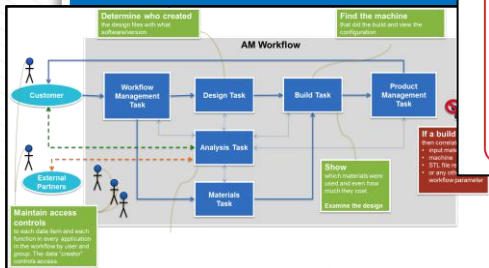 Determine who created
the design files with what
software/version
Find the machine
that did the build and view the
configuration
AM Workflow
Customer
Workflow
Management
Task
Design Task
Build Task
Product
Management
Task
Analysis Task
External
Partners
Materials
Task
Show
which materials were
used and even how
much they cost.
Examine the design
If a build
then correlat
input mate
machine
STL file re
or any oth
workflow parameter
Maintain access
controls
to each data item and each
function in every application
in the workflow by user and
group. The data "creator"
controls access.